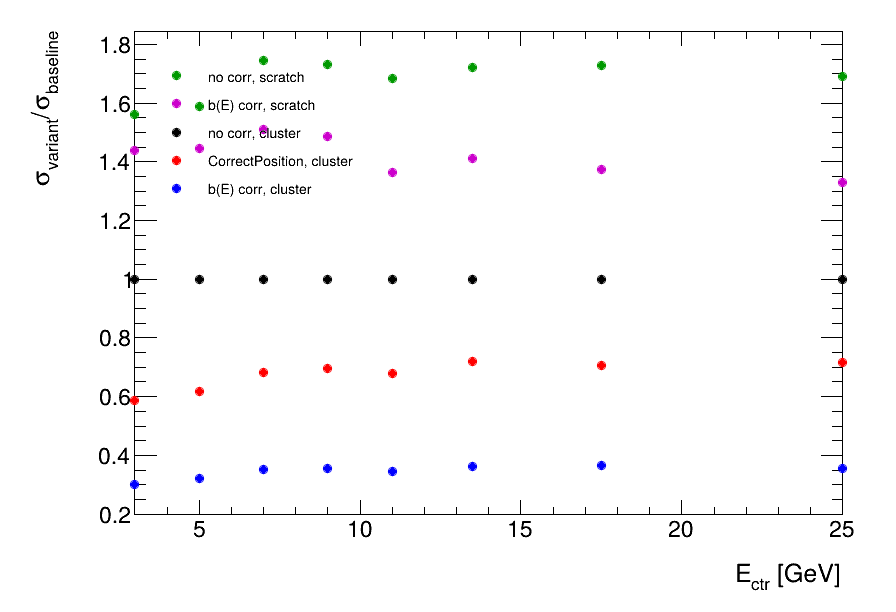 σvariant/σbaseline
1.8
1.6
1.4
1.2
1
0.8
0.6
0.4
0.2
no corr, scratch
b(E) corr, scratch
no corr, cluster
CorrectPosition, cluster
b(E) corr, cluster
5 10 15 20 25
Ectr [GeV]